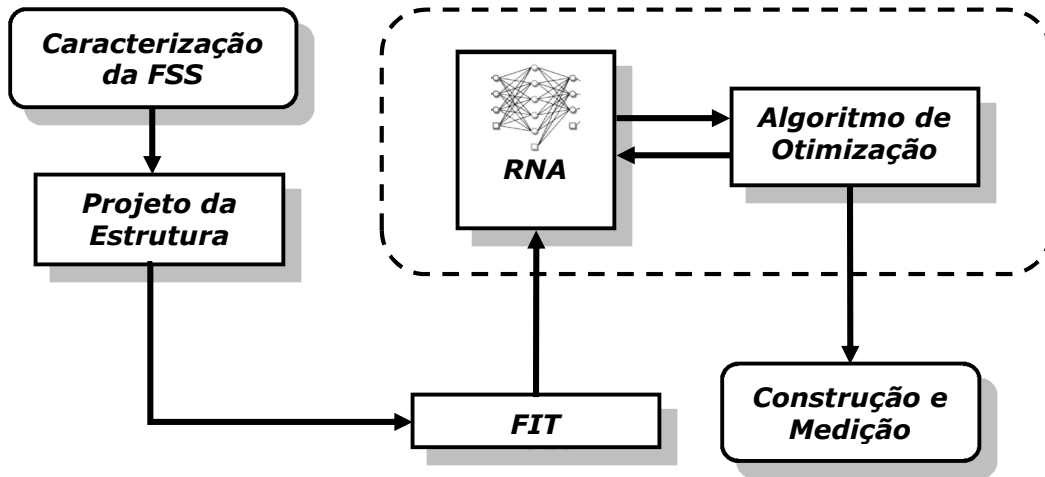 Caracterização
da FSS
Projeto da
Estrutura
FIT
RNA
Algoritmo de
Otimização
Construção e
Medição